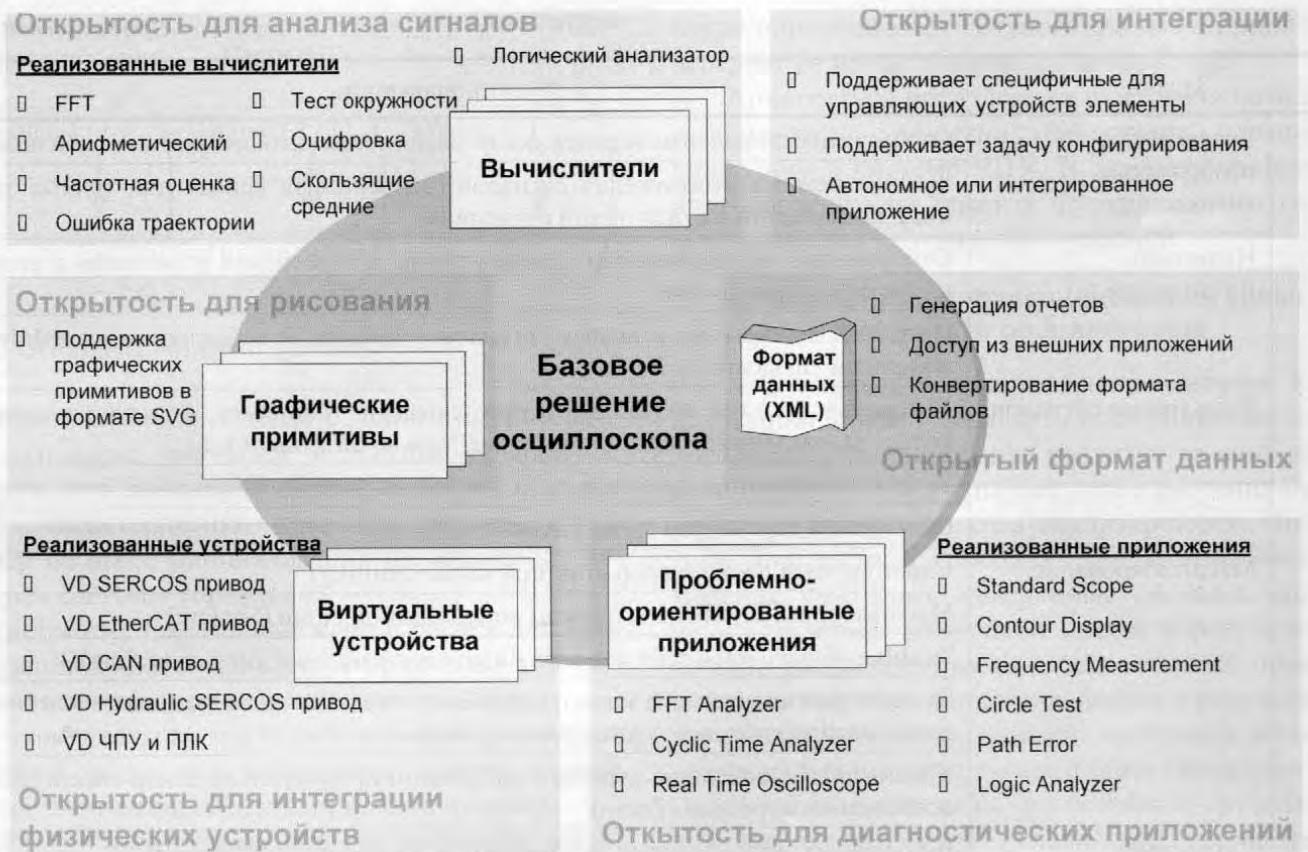 Открытость для анализа сигналов
Реализованные вычислители
FFT
Арифметический
Частотная оценка
Ошибка траектории
Тест окружности
Оцифровка
Скользящие
средние
Логический анализатор
Вычислители
Открытость для интеграции
Поддерживает специфичные для
управляющих устройств элементы
Поддерживает задачу конфигурирования
Автономное или интегрированное
приложение
Открытость для рисования
Поддержка
графических
примитивов в
формате SVG
Графические
примитивы
Базовое
решение
осциллоскопа
Формат
данных
(XML)
Генерация отчетов
Доступ из внешних приложений
Конвертирование формата
файлов
Открытый формат данных
Реализованные устройства
VD SERCOS привод
VD EtherCAT привод
VD CAN привод
VD Hydraulic SERCOS привод
VD ЧПУ и ПЛК
Виртуальные
устройства
Открытость для интеграции
физических устройств
Проблемно-
ориентированные
приложения
FFT Analyzer
Cyclic Time Analyzer
Real Time Oscilloscope
Реализованные приложения
Standard Scope
Contour Display
Frequency Measurement
Circle Test
Path Error
Logic Analyzer
Откытость для диагностических приложений